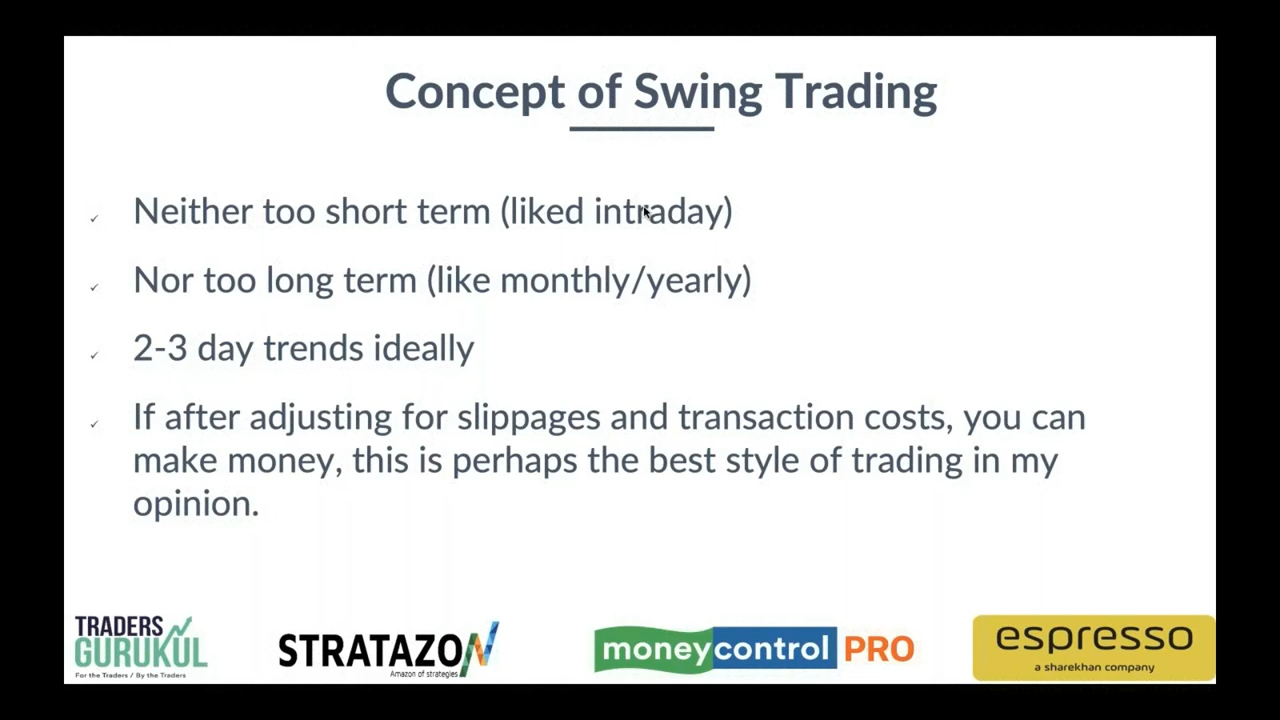 Concept of Swing Trading
Neither too short term (liked intraday)
Nor too long term (like monthly/yearly)
2-3 day trends ideally
If after adjusting for slippages and transaction costs, you can
make money, this is perhaps the best style of trading in my
opinion.
TRADERS
GURUKUL
For the Traders / By the Traders
STRATAZON
Amazon of strategies
moneycontrol PRO
espresso
a sharekhan company